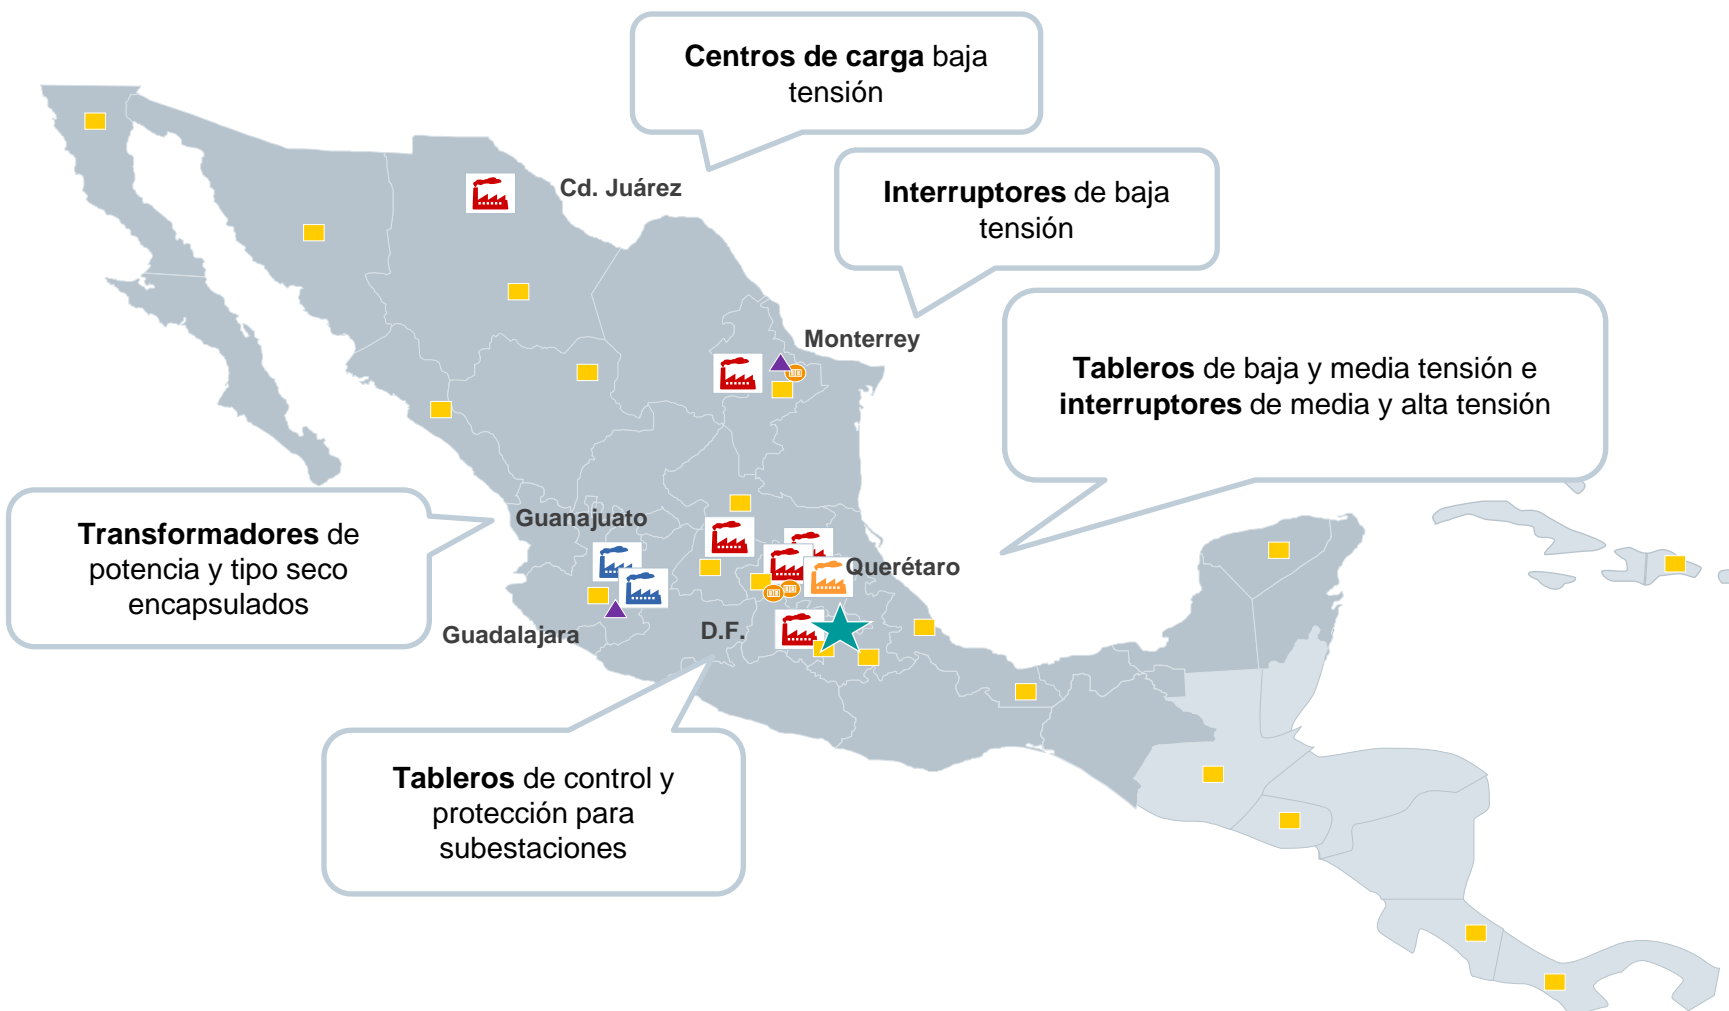 Centros de carga baja
tensión
Cd. Juárez
Interruptores de baja
tensión
Monterrey
Tableros de baja y media tensión e
interruptores de media y alta tensión
Transformadores de
potencia y tipo seco
encapsulados
Guanajuato
Querétaro
Guadalajara
D.F.
Tableros de control y
protección para
subestaciones